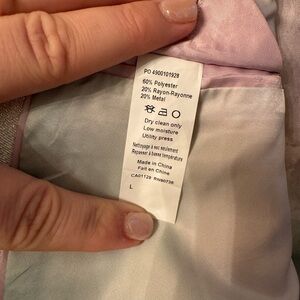 PO 4900101928
60% Polyester
20% Rayon-Rayonne
20% Metal
Dry clean only
Low moisture
Utility press
Nettoyage à sec seulement
Repasser à basse température
Made in China
Fait en Chine
CA01129 RN90736
L